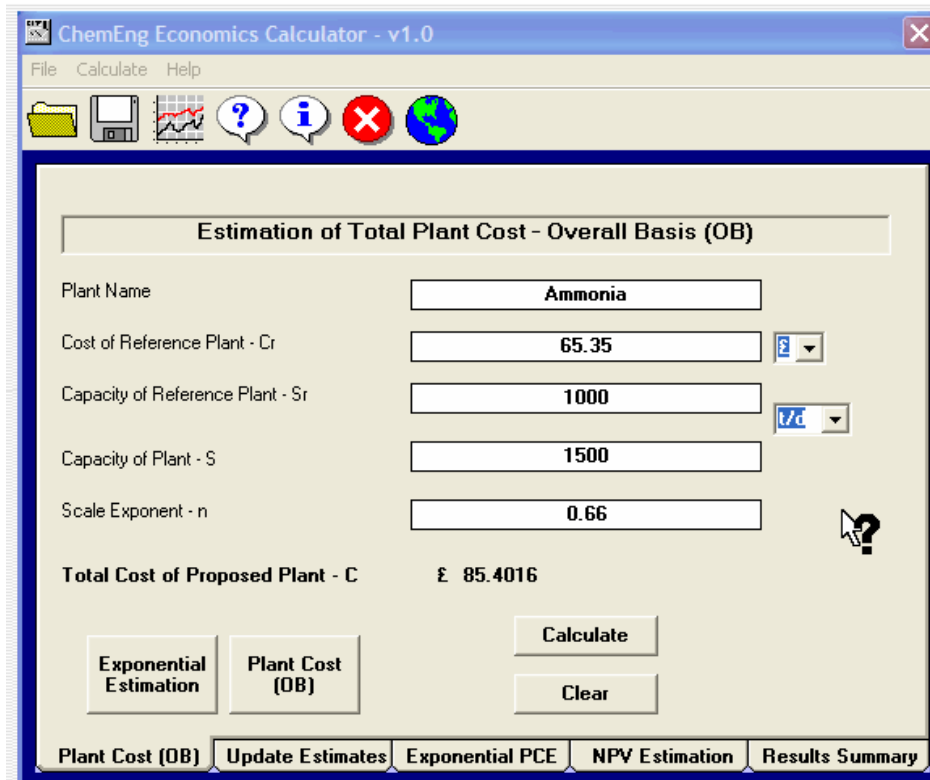 ChemEng Economics Calculator - v1.0
File Calculate Help
Estimation of Total Plant Cost - Overall Basis (OB)
Plant Name Ammonia
Cost of Reference Plant - Cr 65.35 £
Capacity of Reference Plant - Sr 1000
t/d
Capacity of Plant - S 1500
Scale Exponent - n 0.66
Total Cost of Proposed Plant - C £ 85.4016
Calculate
Exponential Estimation
Plant Cost (OB)
Clear
Plant Cost (OB) Update Estimates Exponential PCE NPV Estimation Results Summary